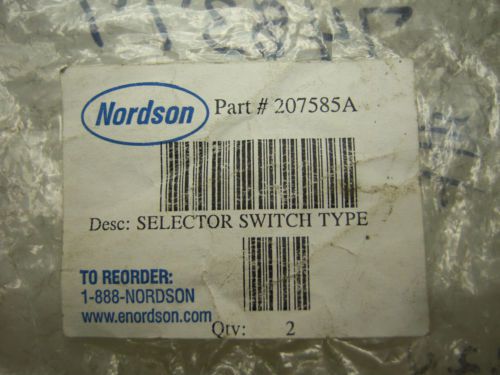 Nordson
Part # 207585A
Desc: SELECTOR SWITCH TYPE
TO REORDER:
1-888-NORDSON
www.enordson.com
Qty: 2